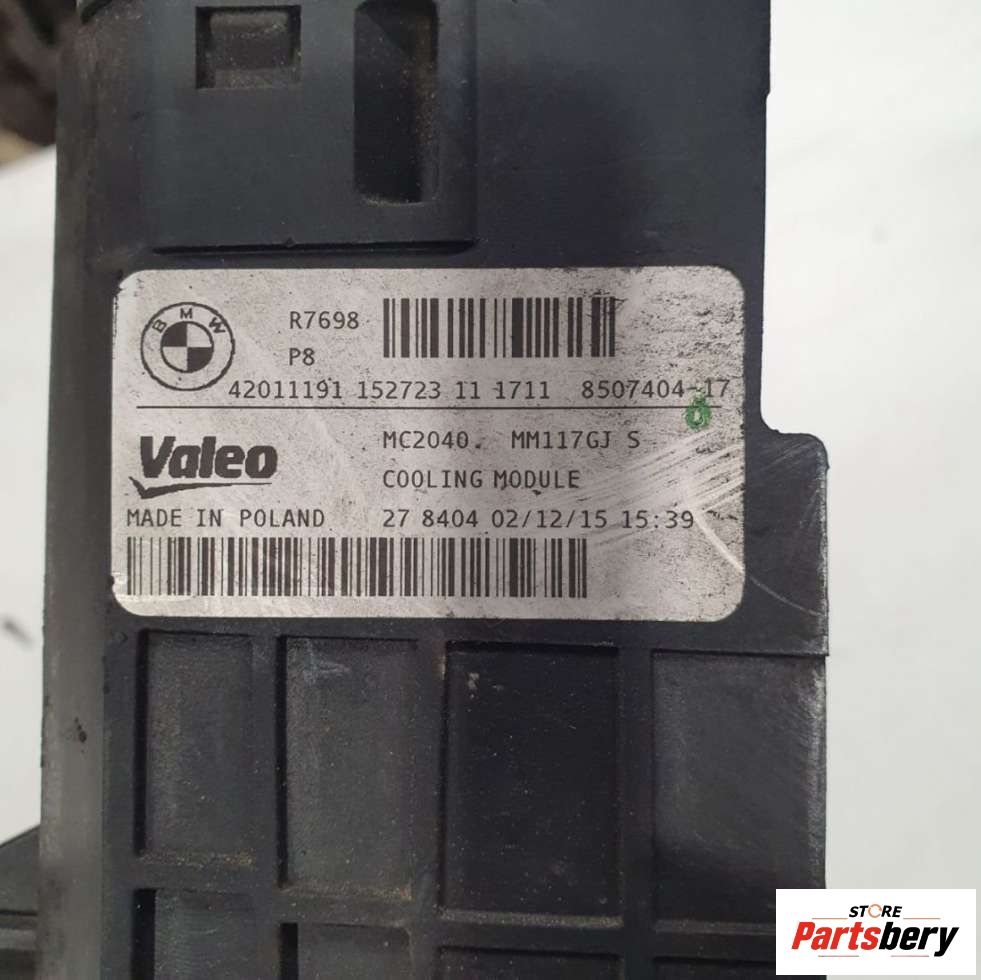 BMW
R7698
P8
42011191 152723 11 1711 8507404-17
Valeo
MC2040. MM117GJ S
COOLING MODULE
MADE IN POLAND 27 8404 02/12/15 15:39
STORE
Partsbery